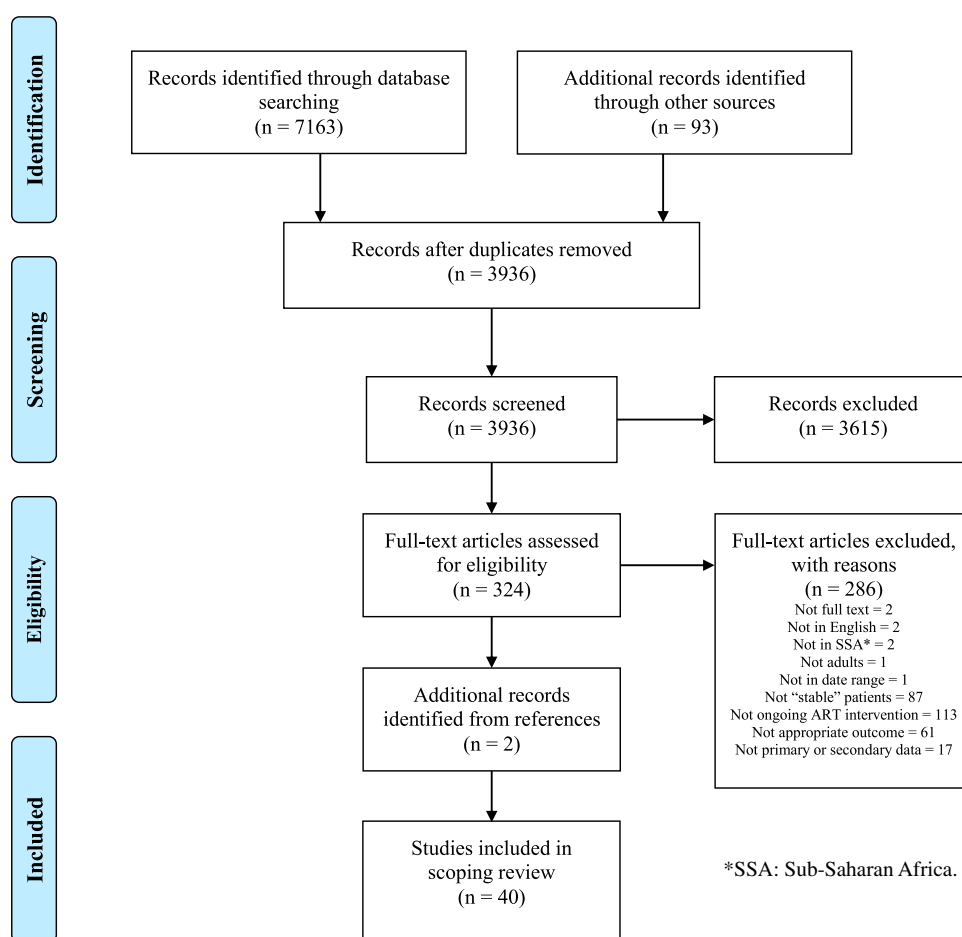 Identification
Records identified through database
searching
(n = 7163)
Additional records identified
through other sources
(n = 93)
Records after duplicates removed
(n = 3936)
Screening
Records screened
(n = 3936)
Records excluded
(n = 3615)
Eligibility
Full-text articles assessed
for eligibility
(n = 324)
Full-text articles excluded,
with reasons
(n = 286)
Not full text = 2
Not in English = 2
Not in SSA* = 2
Not adults = 1
Not in date range = 1
Not “stable” patients = 87
Not ongoing ART intervention = 113
Not appropriate outcome = 61
Not primary or secondary data = 17
Additional records
identified from references
(n = 2)
Included
Studies included in
scoping review
(n = 40)
*SSA: Sub-Saharan Africa.